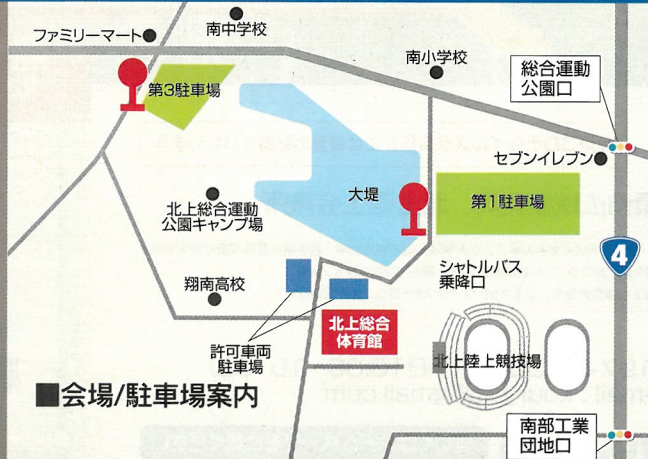 南中学校
ファミリーマート
南小学校
総合運動
公園口
第3駐車場
セブンイレブン
大堤
第1駐車場
北上総合運動
公園キャンプ場
4
シャトルバス
乗降口
翔南高校
北上総合
体育館
許可車両
駐車場
北上陸上競技場
■会場/駐車場案内
南部工業
団地口